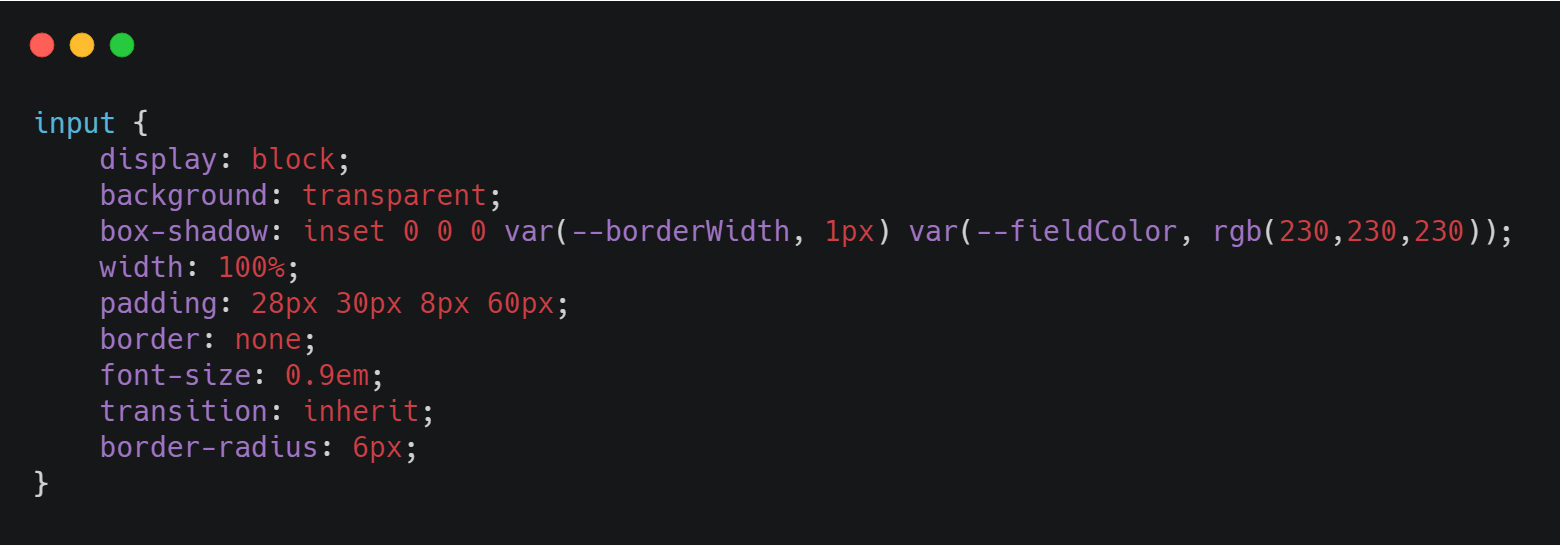 input {
    display: block;
    background: transparent;
    box-shadow: inset 0 0 0 var(--borderWidth, 1px) var(--fieldColor, rgb(230,230,230));
    width: 100%;
    padding: 28px 30px 8px 60px;
    border: none;
    font-size: 0.9em;
    transition: inherit;
    border-radius: 6px;
}